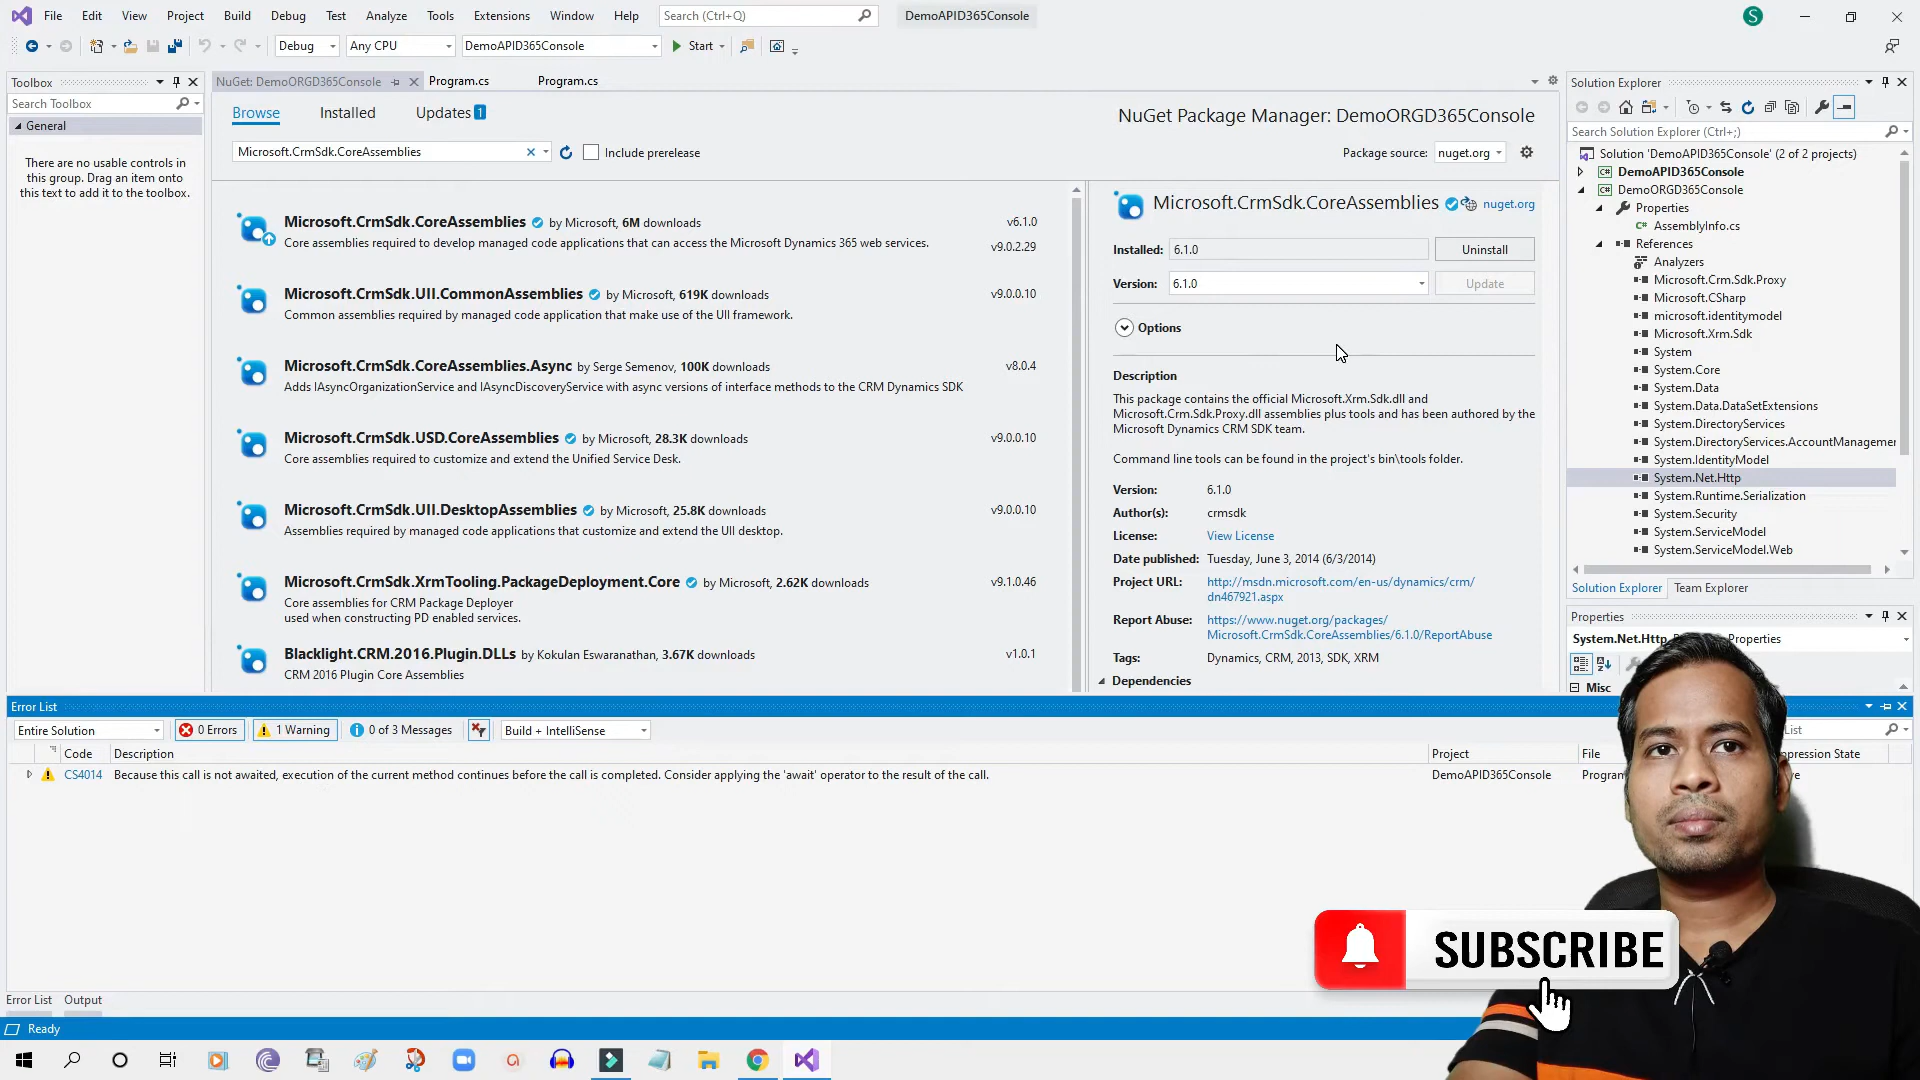 File Edit View Project Build Debug Test Analyze Tools Extensions Window Help Search (Ctrl+Q) DemoAPID365Console S
Debug Any CPU DemoAPID365Console Start
Toolbox
Search Toolbox
General
There are no usable controls in
this group. Drag an item onto
this text to add it to the toolbox.
NuGet: DemoORGD365Console Program.cs Program.cs
Browse Installed Updates 1
NuGet Package Manager: DemoORGD365Console
Microsoft.CrmSdk.CoreAssemblies Include prerelease
Package source: nuget.org
Microsoft.CrmSdk.CoreAssemblies by Microsoft, 6M downloads v6.1.0
Core assemblies required to develop managed code applications that can access the Microsoft Dynamics 365 web services. v9.0.2.29
Microsoft.CrmSdk.UII.CommonAssemblies by Microsoft, 619K downloads v9.0.0.10
Common assemblies required by managed code application that make use of the UII framework.
Microsoft.CrmSdk.CoreAssemblies.Async by Serge Semenov, 100K downloads v8.0.4
Adds IAsyncOrganizationService and IAsyncDiscoveryService with async versions of interface methods to the CRM Dynamics SDK
Microsoft.CrmSdk.USD.CoreAssemblies by Microsoft, 28.3K downloads v9.0.0.10
Core assemblies required to customize and extend the Unified Service Desk.
Microsoft.CrmSdk.UII.DesktopAssemblies by Microsoft, 25.8K downloads v9.0.0.10
Assemblies required by managed code applications that customize and extend the UII desktop.
Microsoft.CrmSdk.XrmTooling.PackageDeployment.Core by Microsoft, 2.62K downloads v9.1.0.46
Core assemblies for CRM Package Deployer
used when constructing PD enabled services.
Blacklight.CRM.2016.Plugin.DLLs by Kokulan Eswaranathan, 3.67K downloads v1.0.1
CRM 2016 Plugin Core Assemblies
Microsoft.CrmSdk.CoreAssemblies nuget.org
Installed: 6.1.0 Uninstall
Version: 6.1.0 Update
Options
Description
This package contains the official Microsoft.Xrm.Sdk.dll and
Microsoft.Crm.Sdk.Proxy.dll assemblies plus tools and has been authored by the
Microsoft Dynamics CRM SDK team.
Command line tools can be found in the project's bin\tools folder.
Version: 6.1.0
Author(s): crmsdk
License: View License
Date published: Tuesday, June 3, 2014 (6/3/2014)
Project URL: http://msdn.microsoft.com/en-us/dynamics/crm/
dn467921.aspx
Report Abuse: https://www.nuget.org/packages/
Microsoft.CrmSdk.CoreAssemblies/6.1.0/ReportAbuse
Tags: Dynamics, CRM, 2013, SDK, XRM
Dependencies
Solution Explorer
Search Solution Explorer (Ctrl+;)
Solution 'DemoAPID365Console' (2 of 2 projects)
C# DemoAPID365Console
C# DemoORGD365Console
Properties
C# AssemblyInfo.cs
References
Analyzers
Microsoft.Crm.Sdk.Proxy
Microsoft.CSharp
microsoft.identitymodel
Microsoft.Xrm.Sdk
System
System.Core
System.Data
System.Data.DataSetExtensions
System.DirectoryServices
System.DirectoryServices.AccountManagemer
System.IdentityModel
System.Net.Http
System.Runtime.Serialization
System.Security
System.ServiceModel
System.ServiceModel.Web
Solution Explorer Team Explorer
Properties
System.Net.Http Properties
Misc
Error List
Entire Solution 0 Errors 1 Warning 0 of 3 Messages Build + IntelliSense List
Code Description Project File
CS4014 Because this call is not awaited, execution of the current method continues before the call is completed. Consider applying the 'await' operator to the result of the call. DemoAPID365Console
SUBSCRIBE
Error List Output
Ready